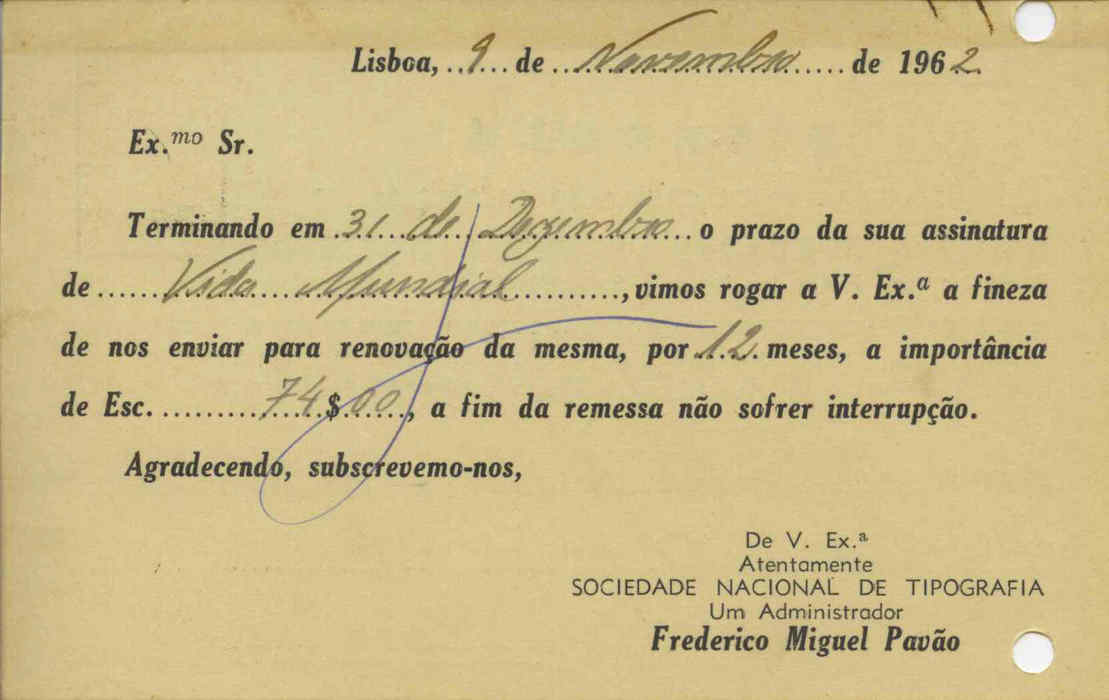 Lisboa, 9 de Novembro de 1962
Ex.mo Sr.
Terminando em 31 de Dezembro o prazo da sua assinatura
de Vida Mundial, vimos rogar a V. Ex.ª a fineza
de nos enviar para renovação da mesma, por 12 meses, a importância
de Esc. 74$00, a fim da remessa não sofrer interrupção.
Agradecendo, subscrevemo-nos,
De V. Ex.ª
Atentamente
SOCIEDADE NACIONAL DE TIPOGRAFIA
Um Administrador
Frederico Miguel Pavão